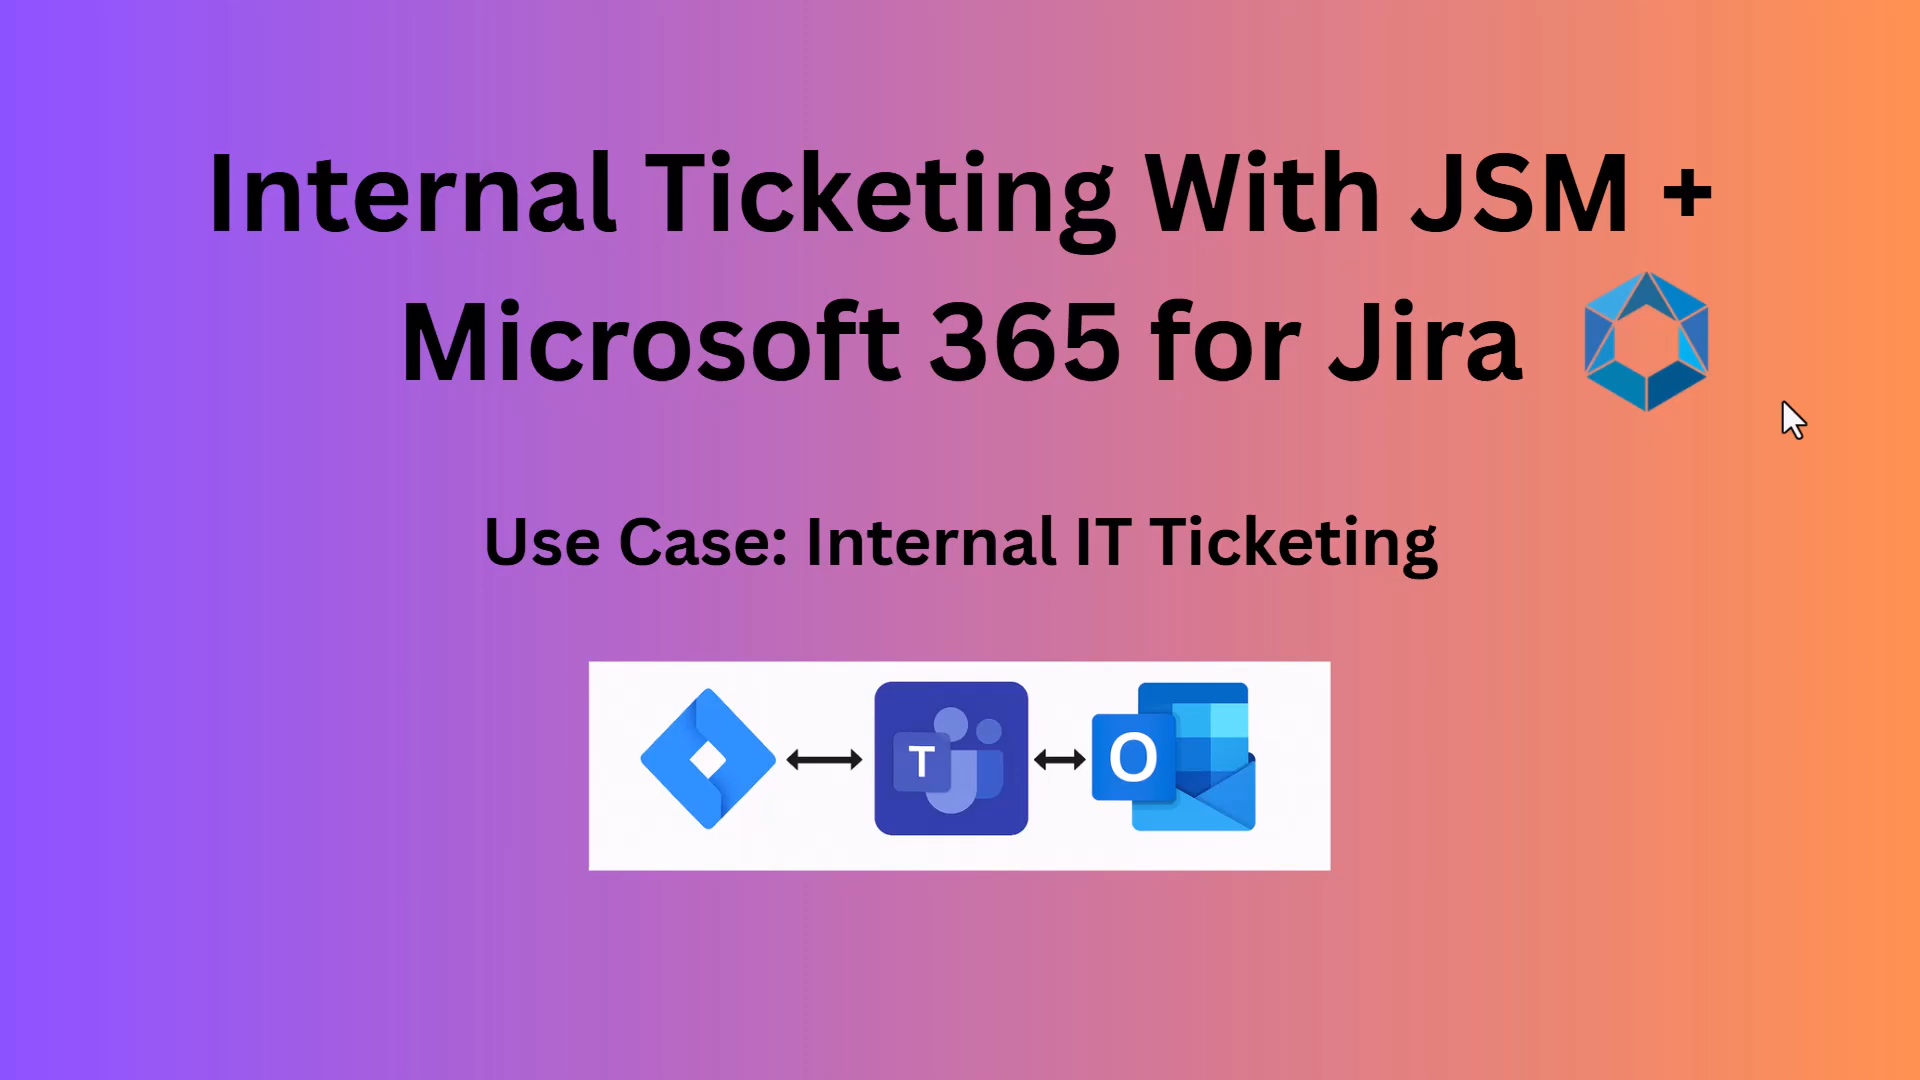 Internal Ticketing With JSM +
Microsoft 365 for Jira
Use Case: Internal IT Ticketing
T
O